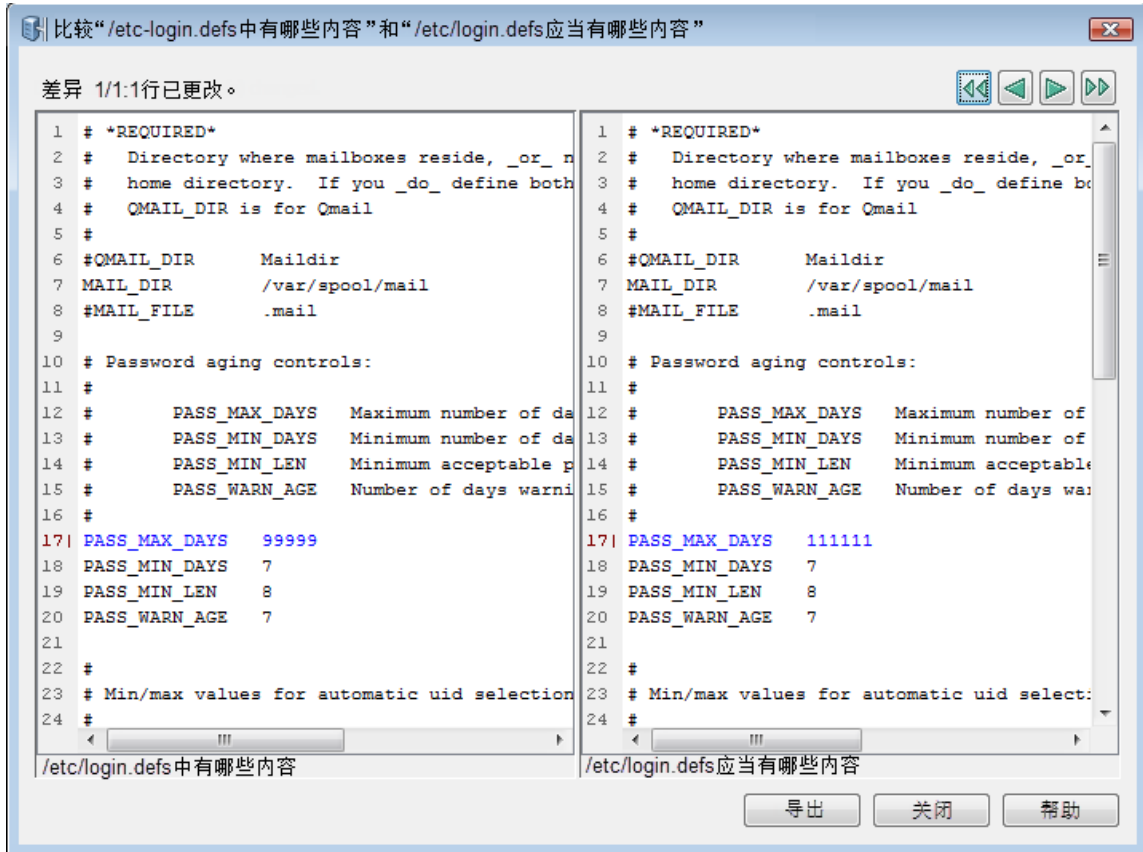 比较“/etc-login.defs中有哪些内容”和“/etc/login.defs应当有哪些内容”
差异 1/1:1行已更改。
1 # *REQUIRED*
2 #   Directory where mailboxes reside, _or_ n
3 #   home directory.  If you _do_ define both
4 #   QMAIL_DIR is for Qmail
5 #
6 #QMAIL_DIR      Maildir
7 MAIL_DIR        /var/spool/mail
8 #MAIL_FILE      .mail
9
10 # Password aging controls:
11 #
12 #       PASS_MAX_DAYS   Maximum number of da
13 #       PASS_MIN_DAYS   Minimum number of da
14 #       PASS_MIN_LEN    Minimum acceptable p
15 #       PASS_WARN_AGE   Number of days warni
16 #
17| PASS_MAX_DAYS   99999
18 PASS_MIN_DAYS   7
19 PASS_MIN_LEN    8
20 PASS_WARN_AGE   7
21
22 #
23 # Min/max values for automatic uid selection
24 #
/etc/login.defs中有哪些内容
1 # *REQUIRED*
2 #   Directory where mailboxes reside, _or_
3 #   home directory.  If you _do_ define bo
4 #   QMAIL_DIR is for Qmail
5 #
6 #QMAIL_DIR      Maildir
7 MAIL_DIR        /var/spool/mail
8 #MAIL_FILE      .mail
9
10 # Password aging controls:
11 #
12 #       PASS_MAX_DAYS   Maximum number of
13 #       PASS_MIN_DAYS   Minimum number of
14 #       PASS_MIN_LEN    Minimum acceptable
15 #       PASS_WARN_AGE   Number of days wa
16 #
17| PASS_MAX_DAYS   111111
18 PASS_MIN_DAYS   7
19 PASS_MIN_LEN    8
20 PASS_WARN_AGE   7
21
22 #
23 # Min/max values for automatic uid select
24 #
/etc/login.defs应当有哪些内容
导出 关闭 帮助